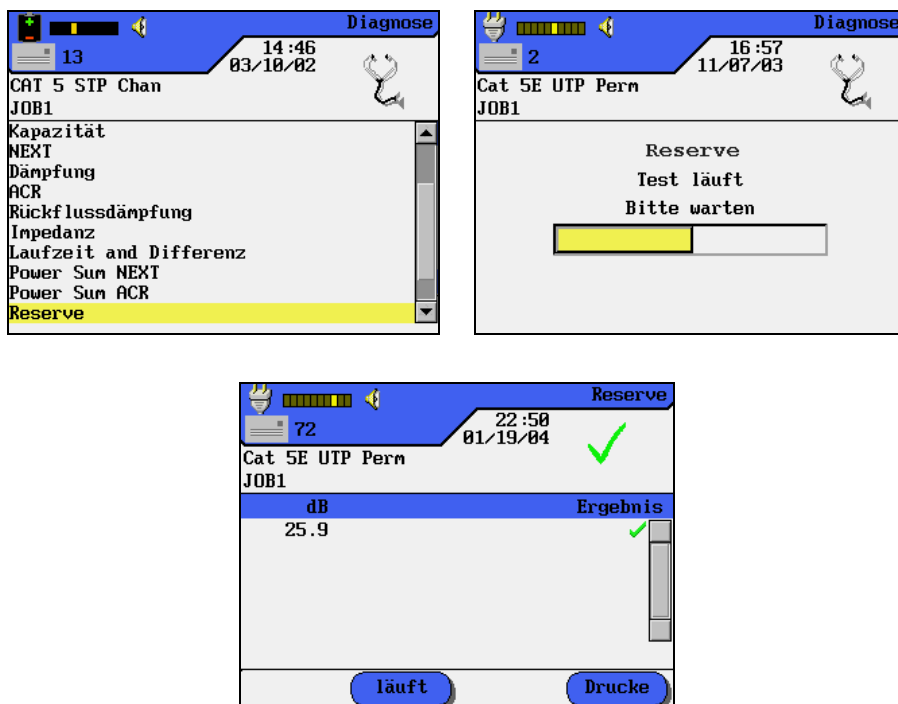 Diagnose
13
14:46
03/10/02
CAT 5 STP Chan
JOB1
Kapazität
NEXT
Dämpfung
ACR
Rückflussdämpfung
Impedanz
Laufzeit and Differenz
Power Sum NEXT
Power Sum ACR
Reserve
Diagnose
2
16:57
11/07/03
Cat 5E UTP Perm
JOB1
Reserve
Test läuft
Bitte warten
Reserve
72
22:50
01/19/04
Cat 5E UTP Perm
JOB1
dB Ergebnis
25.9
läuft Drucke